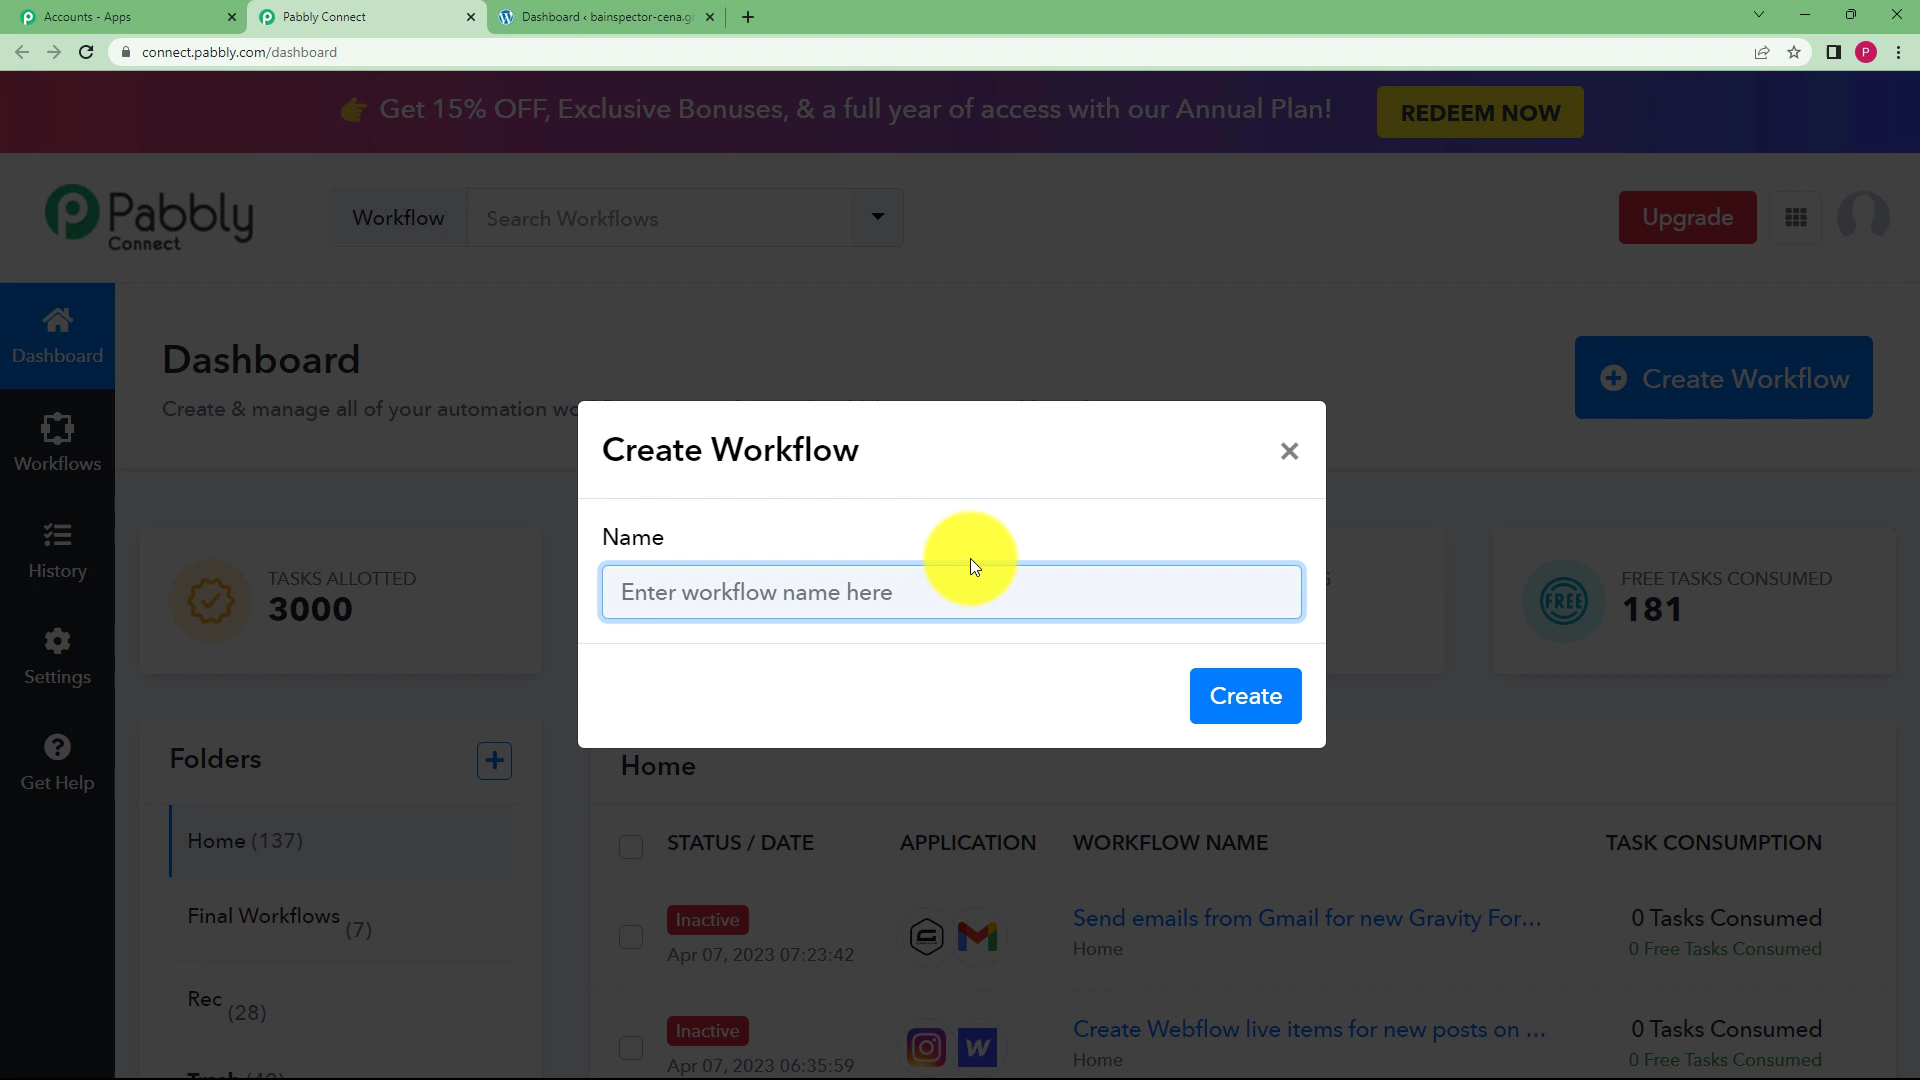 Accounts - Apps
Pabbly Connect
Dashboard ‹ bainspector-cena.gr
connect.pabbly.com/dashboard
P
Get 15% OFF, Exclusive Bonuses, & a full year of access with our Annual Plan!
REDEEM NOW
Pabbly
Connect
Workflow
Search Workflows
Upgrade
Dashboard
Workflows
History
Settings
Get Help
Dashboard
Create & manage all of your automation
Create Workflow
Create Workflow
Name
Enter workflow name here
Create
TASKS ALLOTTED
3000
FREE
FREE TASKS CONSUMED
181
Folders
Home (137)
Final Workflows (7)
Rec (28)
Home
STATUS / DATE APPLICATION WORKFLOW NAME TASK CONSUMPTION
Inactive
Apr 07, 2023 07:23:42
Send emails from Gmail for new Gravity For...
Home
0 Tasks Consumed
0 Free Tasks Consumed
Inactive
Apr 07, 2023 06:35:59
Create Webflow live items for new posts on ...
Home
0 Tasks Consumed
0 Free Tasks Consumed